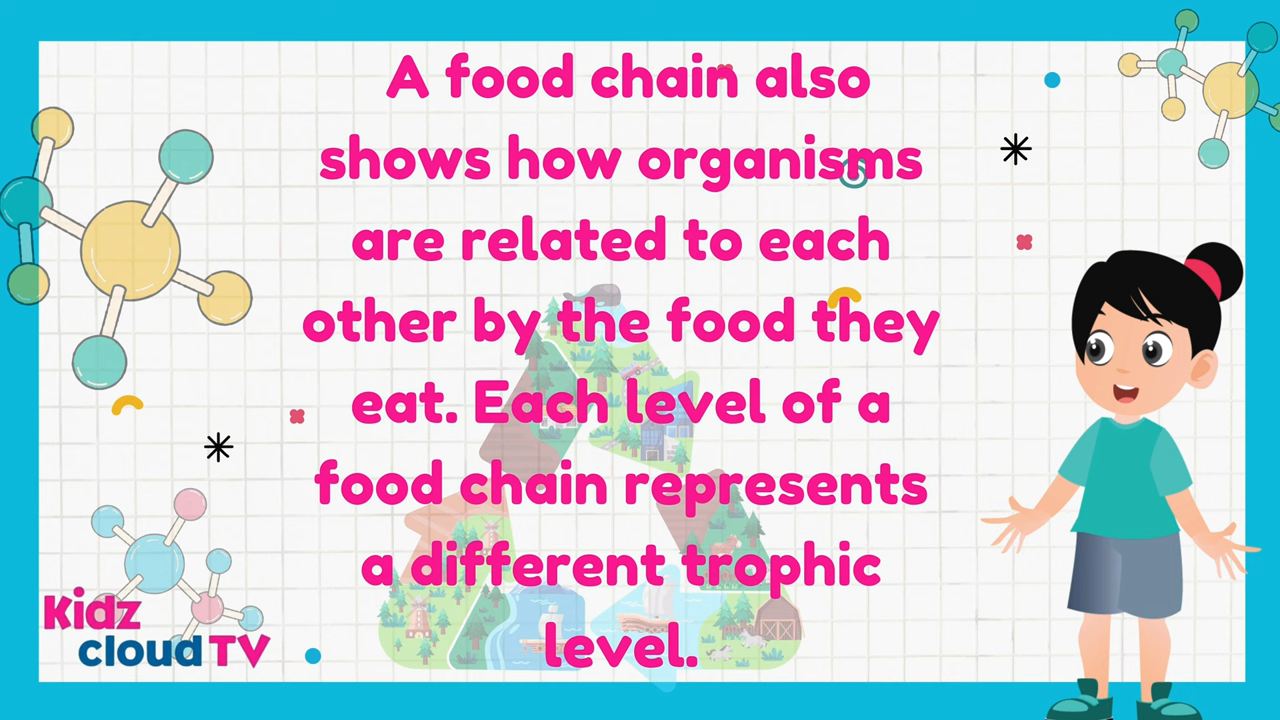 A food chain also
shows how organisms
are related to each
other by the food they
eat. Each level of a
food chain represents
a different trophic
level.
Kidz
cloud TV